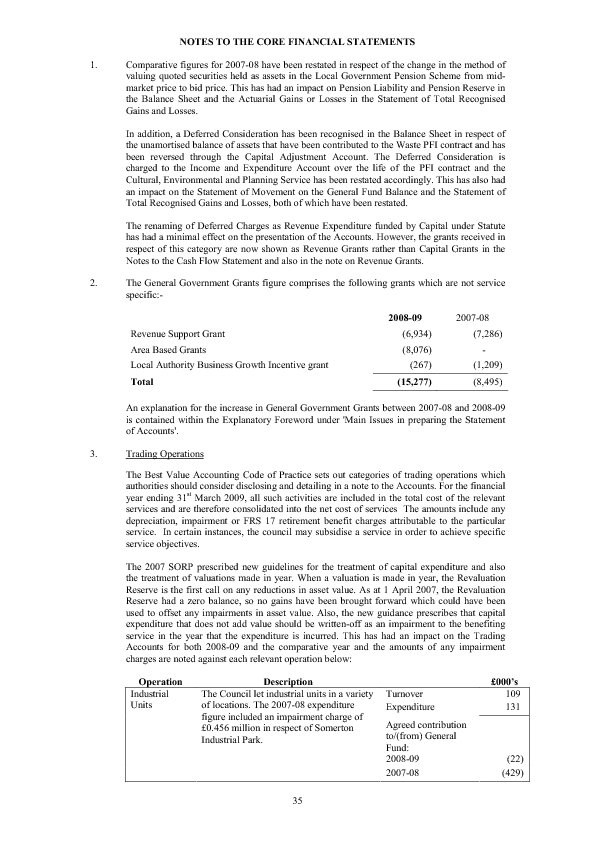 NOTES TO THE CORE FINANCIAL STATEMENTS
1. Comparative figures for 2007-08 have been restated in respect of the change in the method of
valuing quoted securities held as assets in the Local Government Pension Scheme from mid-
market price to bid price. This has had an impact on Pension Liability and Pension Reserve in
the Balance Sheet and the Actuarial Gains or Losses in the Statement of Total Recognised
Gains and Losses.
In addition, a Deferred Consideration has been recognised in the Balance Sheet in respect of
the unamortised balance of assets that have been contributed to the Waste PFI contract and has
been reversed through the Capital Adjustment Account. The Deferred Consideration is
charged to the Income and Expenditure Account over the life of the PFI contract and the
Cultural, Environmental and Planning Service has been restated accordingly. This has also had
an impact on the Statement of Movement on the General Fund Balance and the Statement of
Total Recognised Gains and Losses, both of which have been restated.
The renaming of Deferred Charges as Revenue Expenditure funded by Capital under Statute
has had a minimal effect on the presentation of the Accounts. However, the grants received in
respect of this category are now shown as Revenue Grants rather than Capital Grants in the
Notes to the Cash Flow Statement and also in the note on Revenue Grants.
2. The General Government Grants figure comprises the following grants which are not service
specific:-
2008-09 2007-08
Revenue Support Grant (6,934) (7,286)
Area Based Grants (8,076) -
Local Authority Business Growth Incentive grant (267) (1,209)
Total (15,277) (8,495)
An explanation for the increase in General Government Grants between 2007-08 and 2008-09
is contained within the Explanatory Foreword under 'Main Issues in preparing the Statement
of Accounts'.
3. Trading Operations
The Best Value Accounting Code of Practice sets out categories of trading operations which
authorities should consider disclosing and detailing in a note to the Accounts. For the financial
year ending 31st March 2009, all such activities are included in the total cost of the relevant
services and are therefore consolidated into the net cost of services The amounts include any
depreciation, impairment or FRS 17 retirement benefit charges attributable to the particular
service. In certain instances, the council may subsidise a service in order to achieve specific
service objectives.
The 2007 SORP prescribed new guidelines for the treatment of capital expenditure and also
the treatment of valuations made in year. When a valuation is made in year, the Revaluation
Reserve is the first call on any reductions in asset value. As at 1 April 2007, the Revaluation
Reserve had a zero balance, so no gains have been brought forward which could have been
used to offset any impairments in asset value. Also, the new guidance prescribes that capital
expenditure that does not add value should be written-off as an impairment to the benefiting
service in the year that the expenditure is incurred. This has had an impact on the Trading
Accounts for both 2008-09 and the comparative year and the amounts of any impairment
charges are noted against each relevant operation below:
Operation Description £000's
Industrial The Council let industrial units in a variety Turnover 109
Units of locations. The 2007-08 expenditure Expenditure 131
figure included an impairment charge of
£0.456 million in respect of Somerton Agreed contribution
Industrial Park. to/(from) General
Fund:
2008-09 (22)
2007-08 (429)
35